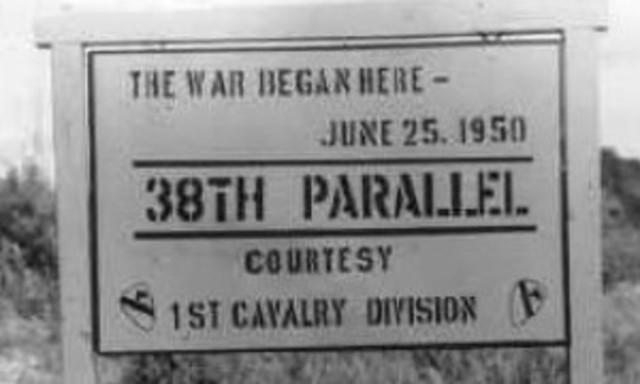 THE WAR BEGAN HERE –
JUNE 25. 1950
38TH PARALLEL
COURTESY
1ST CAVALRY DIVISION